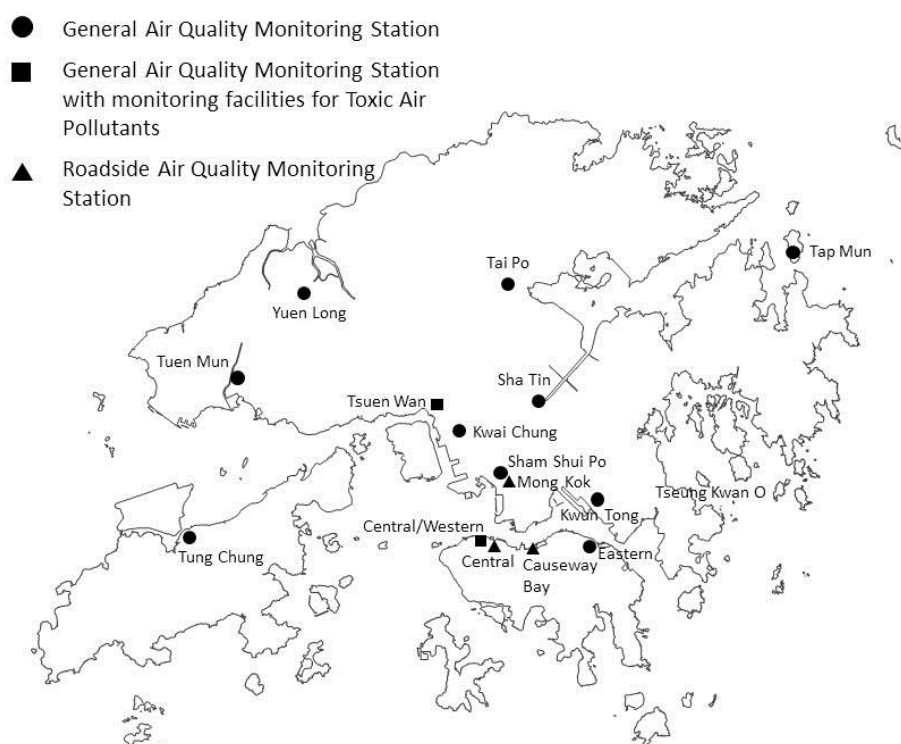 General Air Quality Monitoring Station
General Air Quality Monitoring Station
with monitoring facilities for Toxic Air
Pollutants
Roadside Air Quality Monitoring
Station
Tap Mun
Tai Po
Yuen Long
Tuen Mun
Sha Tin
Tsuen Wan
Kwai Chung
Sham Shui Po
Mong Kok
Tseung Kwan O
Kwun Tong
Central/Western
Tung Chung
Central
Eastern
Causeway
Bay